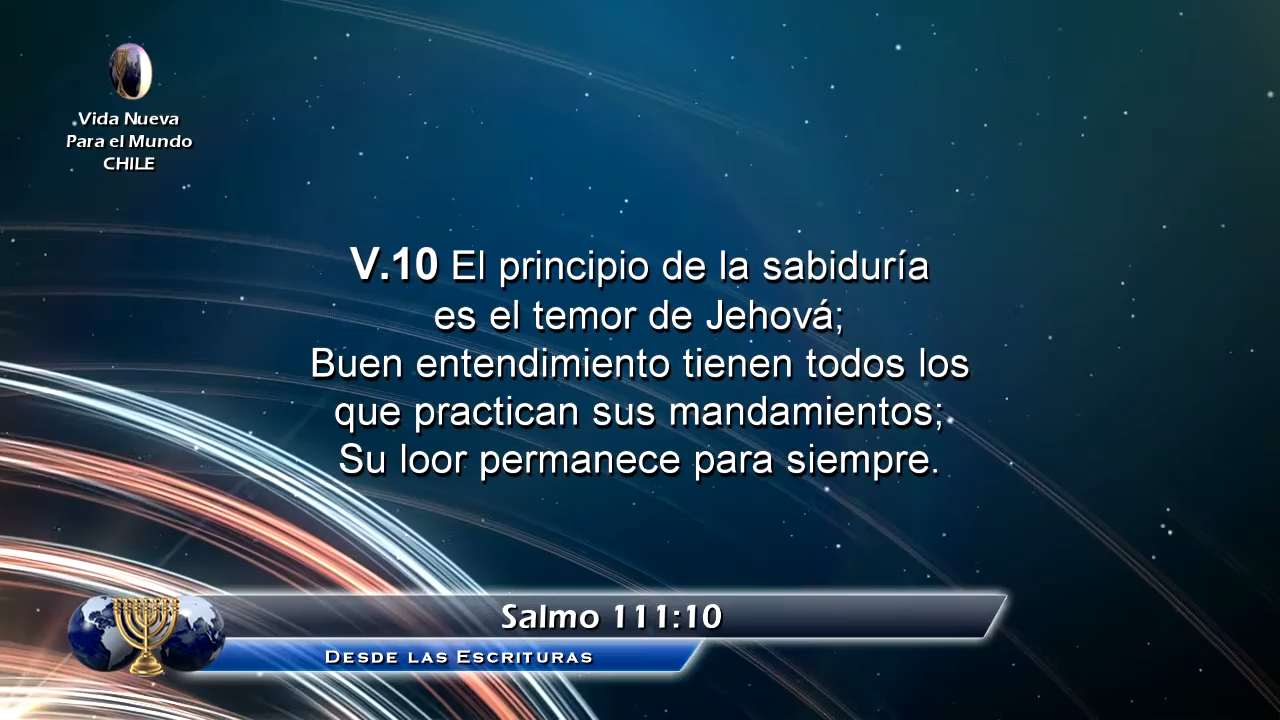 Vida Nueva
Para el Mundo
CHILE
V.10 El principio de la sabiduría
es el temor de Jehová;
Buen entendimiento tienen todos los
que practican sus mandamientos;
Su loor permanece para siempre.
Salmo 111:10
Desde las Escrituras